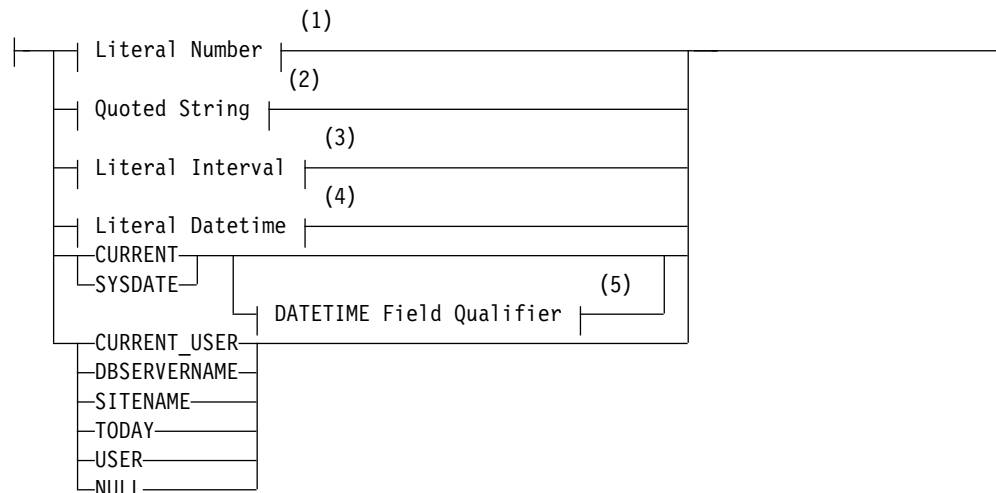 (1)
Literal Number
(2)
Quoted String
(3)
Literal Interval
(4)
Literal Datetime
CURRENT
SYSDATE
(5)
DATETIME Field Qualifier
CURRENT_USER
DBSERVERNAME
SITENAME
TODAY
USER
NULL